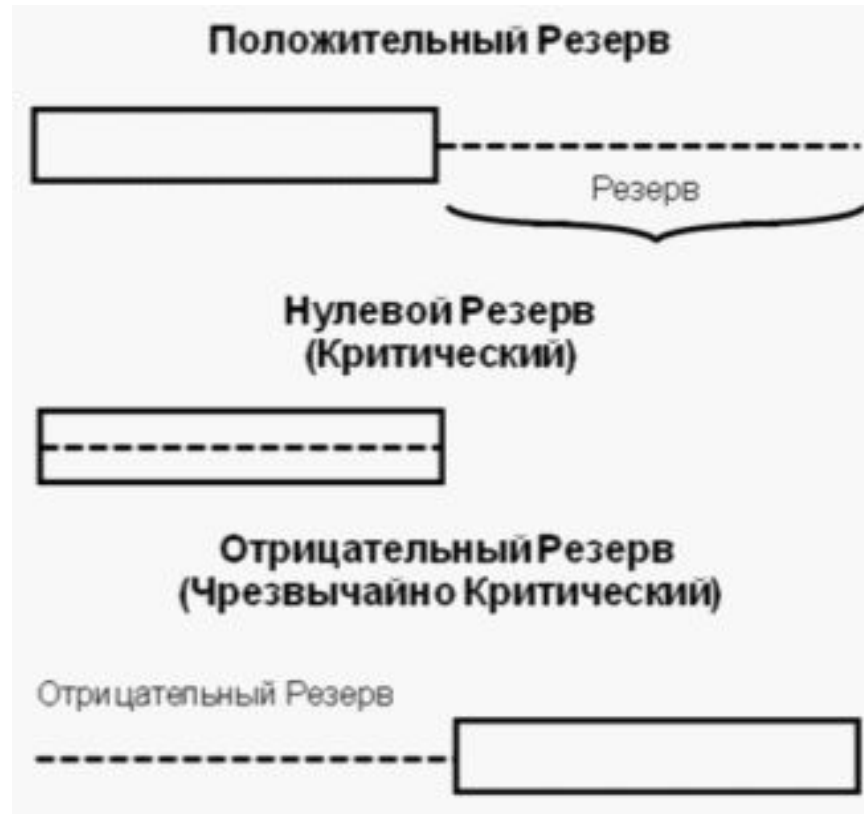 Положительный Резерв
Резерв
Нулевой Резерв
(Критический)
Отрицательный Резерв
(Чрезвычайно Критический)
Отрицательный Резерв